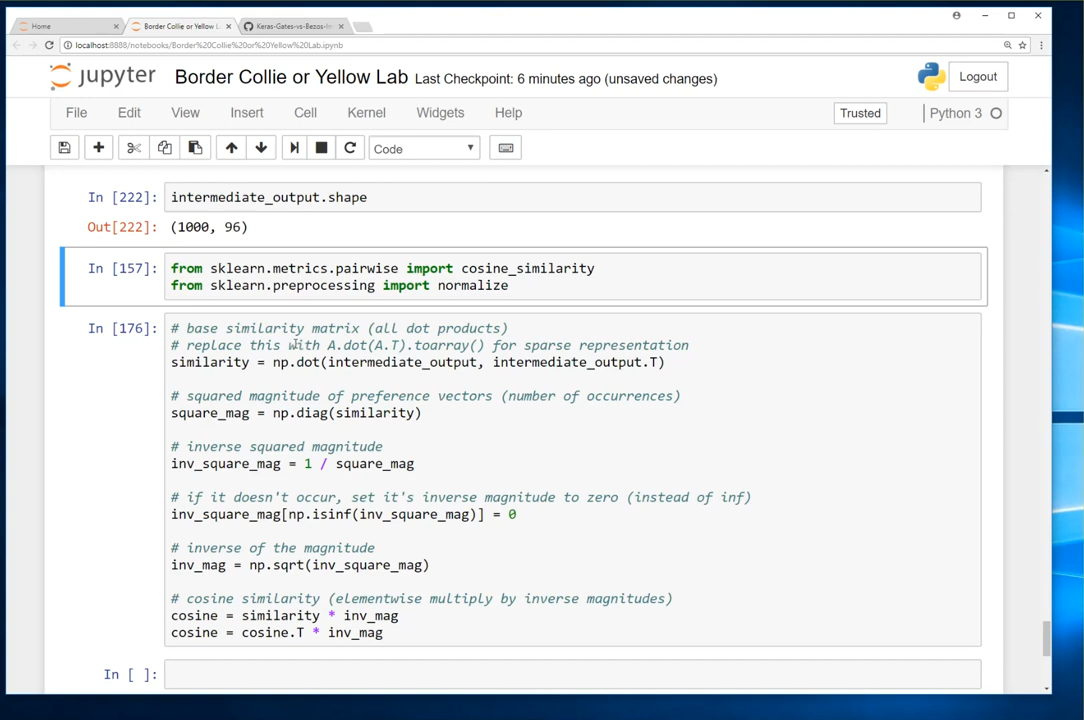 Home
Border Collie or Yellow L
Keras-Gates-vs-Bezos-In
localhost:8888/notebooks/Border%20Collie%20or%20Yellow%20Lab.ipynb
jupyter Border Collie or Yellow Lab Last Checkpoint: 6 minutes ago (unsaved changes)
Logout
File Edit View Insert Cell Kernel Widgets Help
Trusted
Python 3
Code
In [222]: intermediate_output.shape
Out[222]: (1000, 96)
In [157]: from sklearn.metrics.pairwise import cosine_similarity
from sklearn.preprocessing import normalize
In [176]: # base similarity matrix (all dot products)
# replace this with A.dot(A.T).toarray() for sparse representation
similarity = np.dot(intermediate_output, intermediate_output.T)
# squared magnitude of preference vectors (number of occurrences)
square_mag = np.diag(similarity)
# inverse squared magnitude
inv_square_mag = 1 / square_mag
# if it doesn't occur, set it's inverse magnitude to zero (instead of inf)
inv_square_mag[np.isinf(inv_square_mag)] = 0
# inverse of the magnitude
inv_mag = np.sqrt(inv_square_mag)
# cosine similarity (elementwise multiply by inverse magnitudes)
cosine = similarity * inv_mag
cosine = cosine.T * inv_mag
In [ ]: